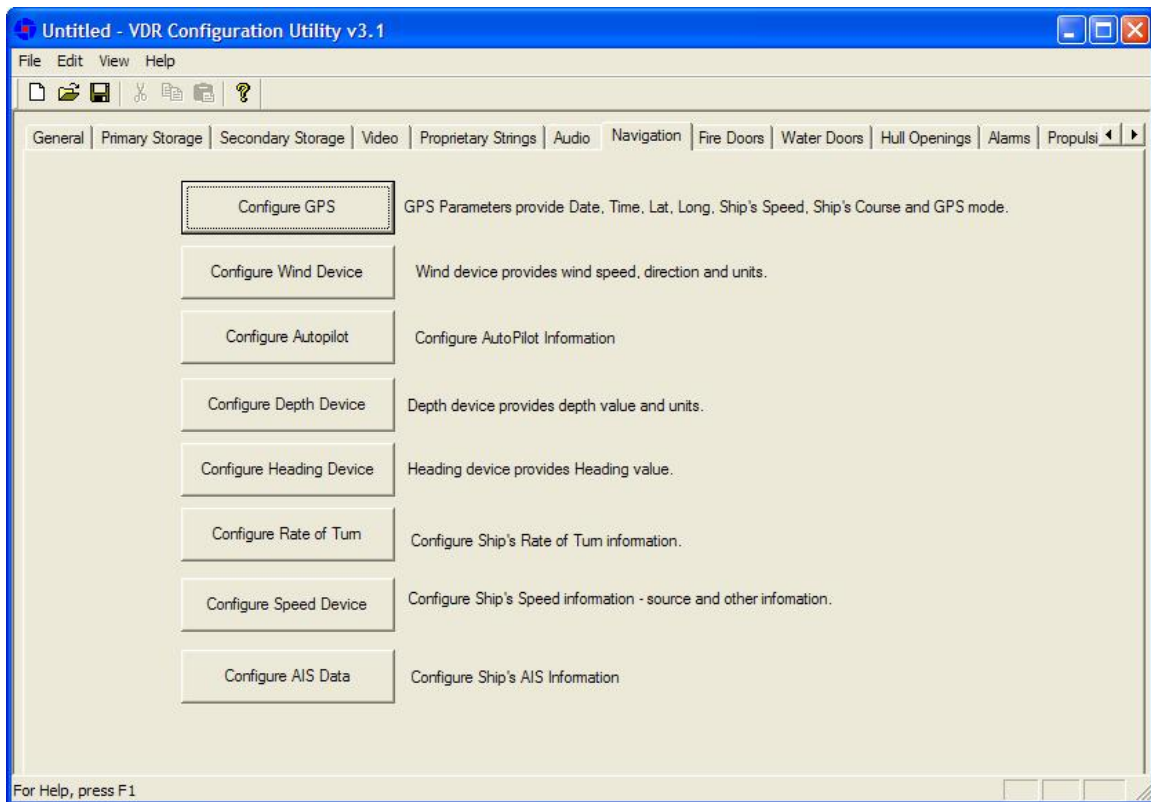 Untitled - VDR Configuration Utility v3.1
File Edit View Help
General Primary Storage Secondary Storage Video Proprietary Strings Audio Navigation Fire Doors Water Doors Hull Openings Alarms Propulsi
Configure GPS GPS Parameters provide Date, Time, Lat, Long, Ship's Speed, Ship's Course and GPS mode.
Configure Wind Device Wind device provides wind speed, direction and units.
Configure Autopilot Configure AutoPilot Information
Configure Depth Device Depth device provides depth value and units.
Configure Heading Device Heading device provides Heading value.
Configure Rate of Turn Configure Ship's Rate of Turn information.
Configure Speed Device Configure Ship's Speed information - source and other infomation.
Configure AIS Data Configure Ship's AIS Information
For Help, press F1